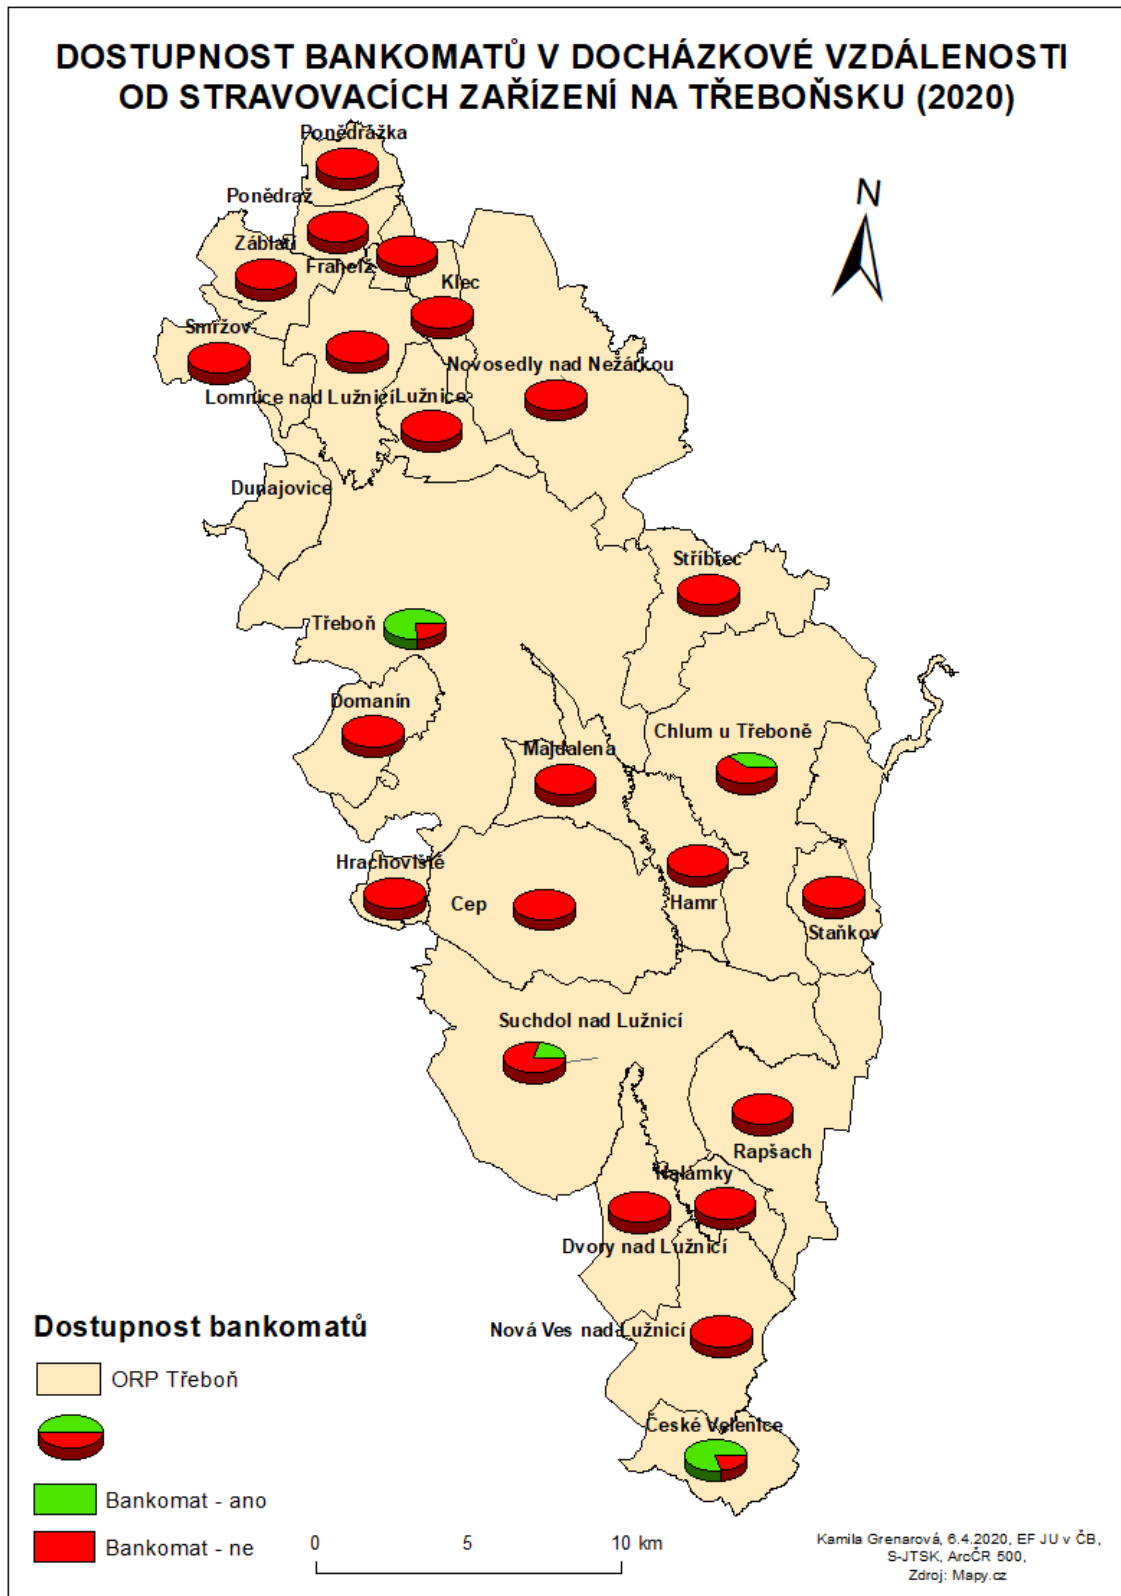 DOSTUPNOST BANKOMATŮ V DOCHÁZKOVÉ VZDÁLENOSTI
OD STRAVOVACÍCH ZAŘÍZENÍ NA TŘEBOŇSKU (2020)
Ponědrážka
N
Ponědraž
Záblatí
Frahelž
Klec
Smržov
Novosedly nad Nežárkou
Lomnice nad Lužnicí
Lužnice
Dunajovice
Stříbřec
Třeboň
Domanín
Chlum u Třeboně
Majdalena
Hrachoviště
Cep
Hamr
Staňkov
Suchdol nad Lužnicí
Rapšach
Halámky
Dvory nad Lužnicí
Nová Ves nad Lužnicí
České Velenice
Dostupnost bankomatů
ORP Třeboň
Bankomat - ano
Bankomat - ne
0 5 10 km
Kamila Grenarová, 6.4.2020, EF JU v ČB,
S-JTSK, ArcČR 500,
Zdroj: Mapy.cz